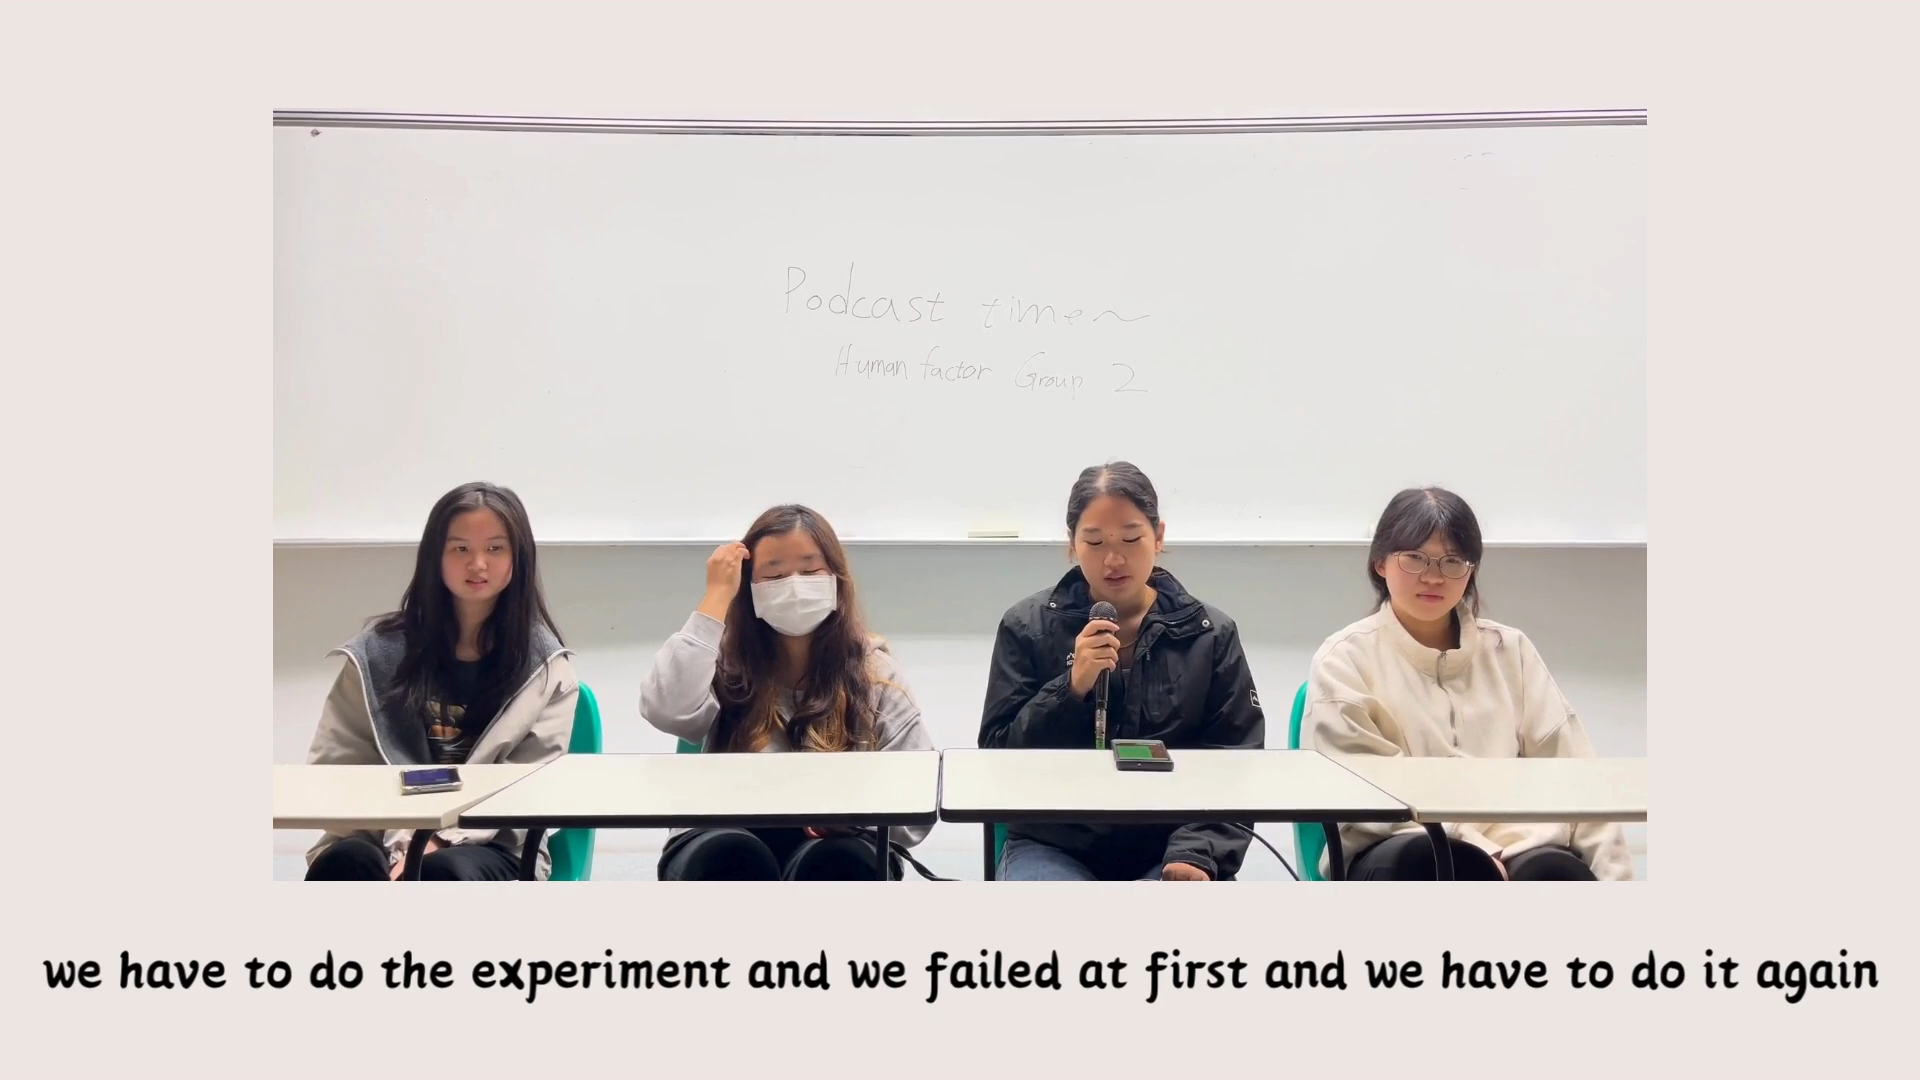 Podcast time~
Human factor Group 2
we have to do the experiment and we failed at first and we have to do it again